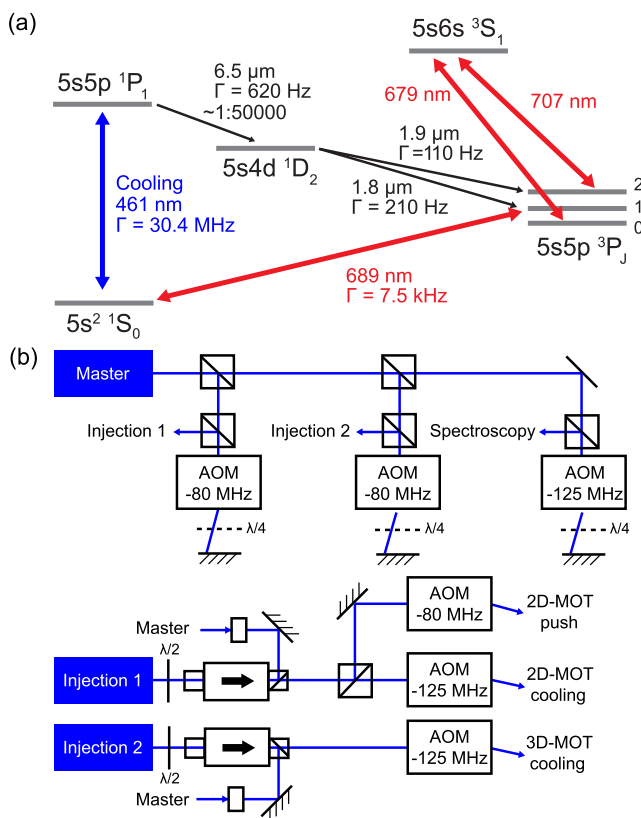 (a)
5s6s ³S₁
5s5p ¹P₁
6.5 µm
Γ = 620 Hz
~1:50000
679 nm
707 nm
1.9 µm
Γ=110 Hz
5s4d ¹D₂
Cooling
461 nm
Γ = 30.4 MHz
1.8 µm
Γ = 210 Hz
2
1
0
5s5p ³P_J
689 nm
Γ = 7.5 kHz
5s² ¹S₀
(b)
Master
Injection 1
Injection 2
Spectroscopy
AOM
-80 MHz
AOM
-80 MHz
AOM
-125 MHz
λ/4
λ/4
λ/4
AOM
-80 MHz
2D-MOT
push
Master
λ/2
Injection 1
AOM
-125 MHz
2D-MOT
cooling
Injection 2
AOM
-125 MHz
3D-MOT
cooling
λ/2
Master